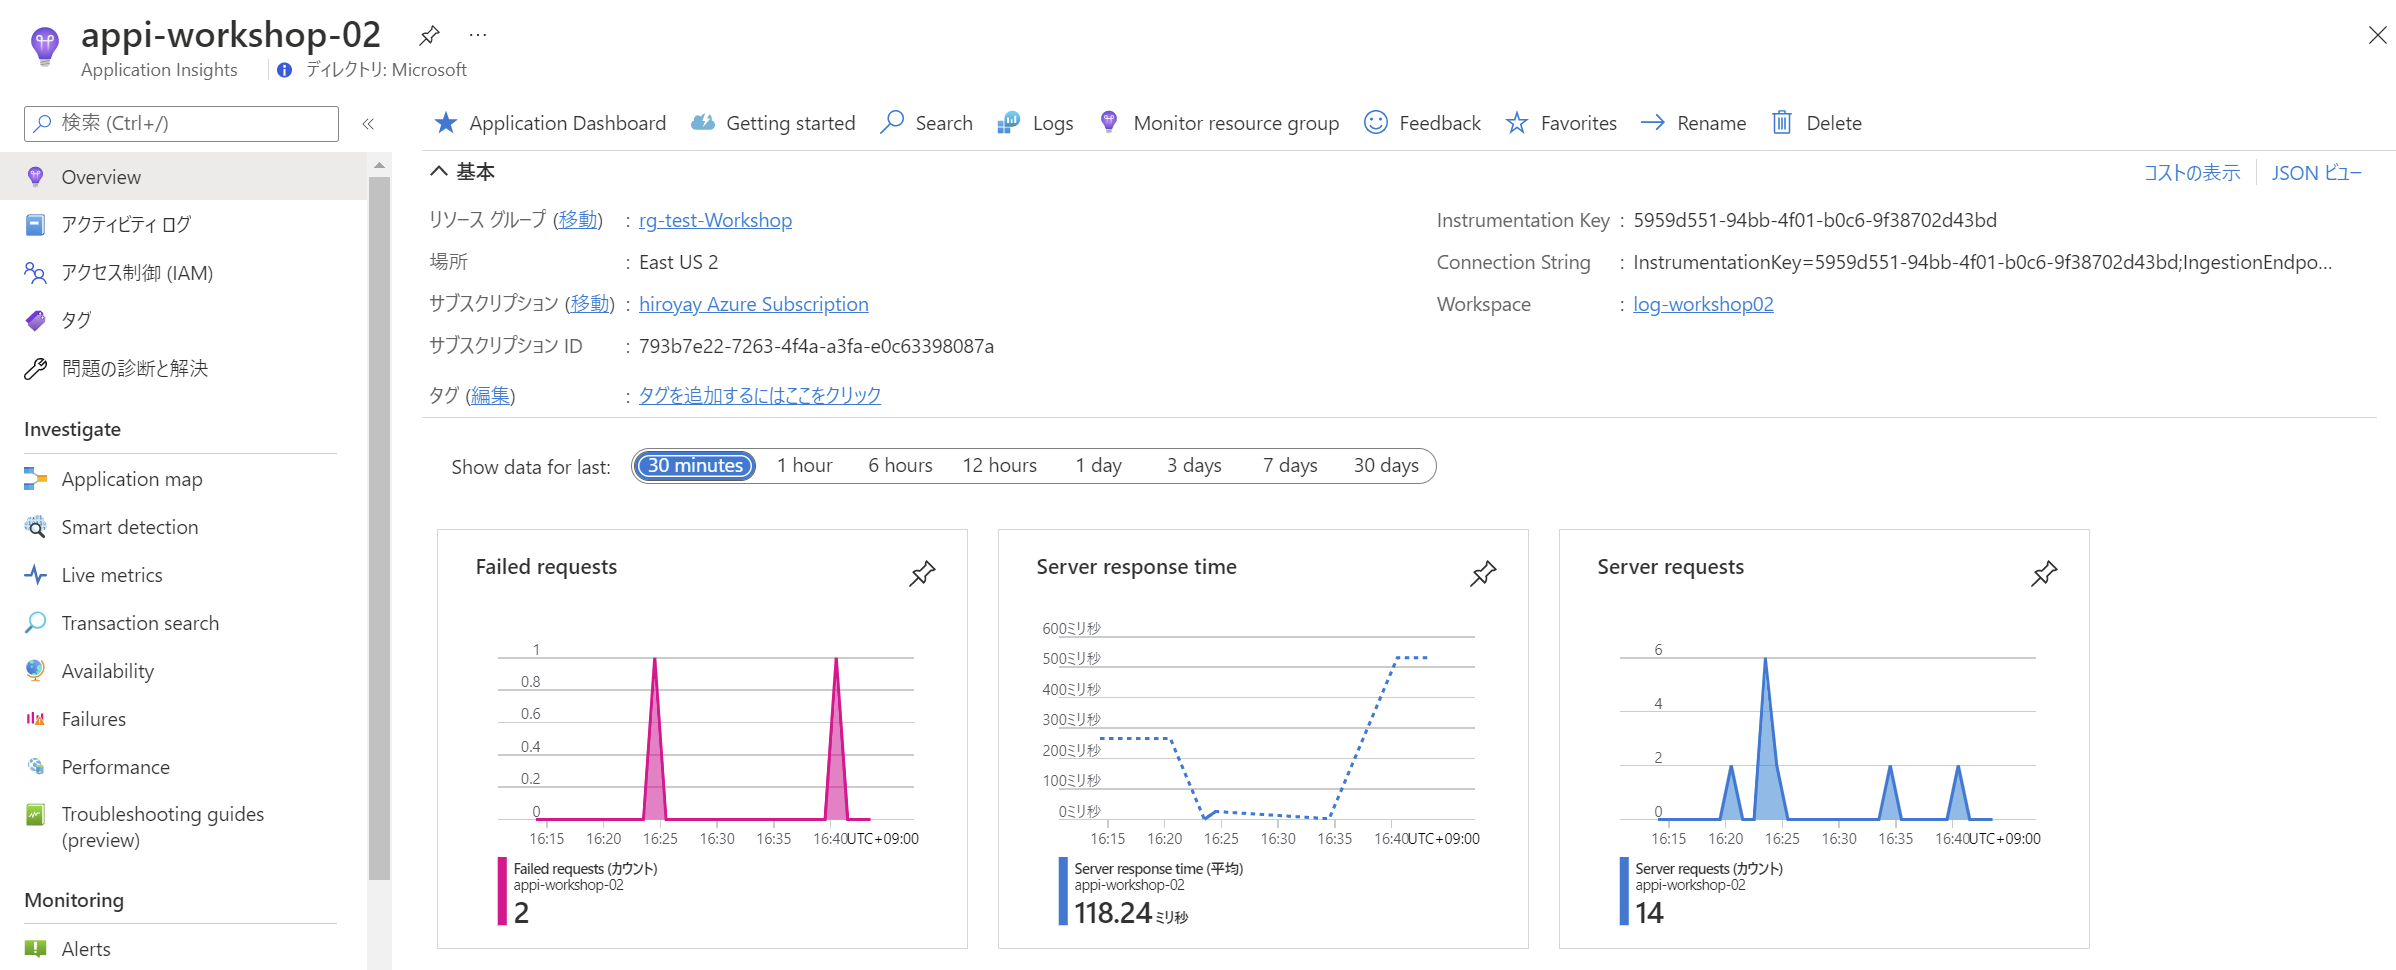 appi-workshop-02 ...
Application Insights ディレクトリ: Microsoft
検索 (Ctrl+/) «
Overview
アクティビティ ログ
アクセス制御 (IAM)
タグ
問題の診断と解決
Investigate
Application map
Smart detection
Live metrics
Transaction search
Availability
Failures
Performance
Troubleshooting guides
(preview)
Monitoring
Alerts
Application Dashboard Getting started Search Logs Monitor resource group Feedback Favorites Rename Delete
基本 コストの表示 JSON ビュー
リソース グループ (移動) : rg-test-Workshop
場所 : East US 2
サブスクリプション (移動) : hiroyay Azure Subscription
サブスクリプション ID : 793b7e22-7263-4f4a-a3fa-e0c63398087a
タグ (編集) : タグを追加するにはここをクリック
Instrumentation Key : 5959d551-94bb-4f01-b0c6-9f38702d43bd
Connection String : InstrumentationKey=5959d551-94bb-4f01-b0c6-9f38702d43bd;IngestionEndpo...
Workspace : log-workshop02
Show data for last: 30 minutes 1 hour 6 hours 12 hours 1 day 3 days 7 days 30 days
Failed requests
1
0.8
0.6
0.4
0.2
0
16:15 16:20 16:25 16:30 16:35 16:40 UTC+09:00
Failed requests (カウント)
appi-workshop-02
2
Server response time
600ミリ秒
500ミリ秒
400ミリ秒
300ミリ秒
200ミリ秒
100ミリ秒
0ミリ秒
16:15 16:20 16:25 16:30 16:35 16:40 UTC+09:00
Server response time (平均)
appi-workshop-02
118.24 ミリ秒
Server requests
6
4
2
0
16:15 16:20 16:25 16:30 16:35 16:40 UTC+09:00
Server requests (カウント)
appi-workshop-02
14